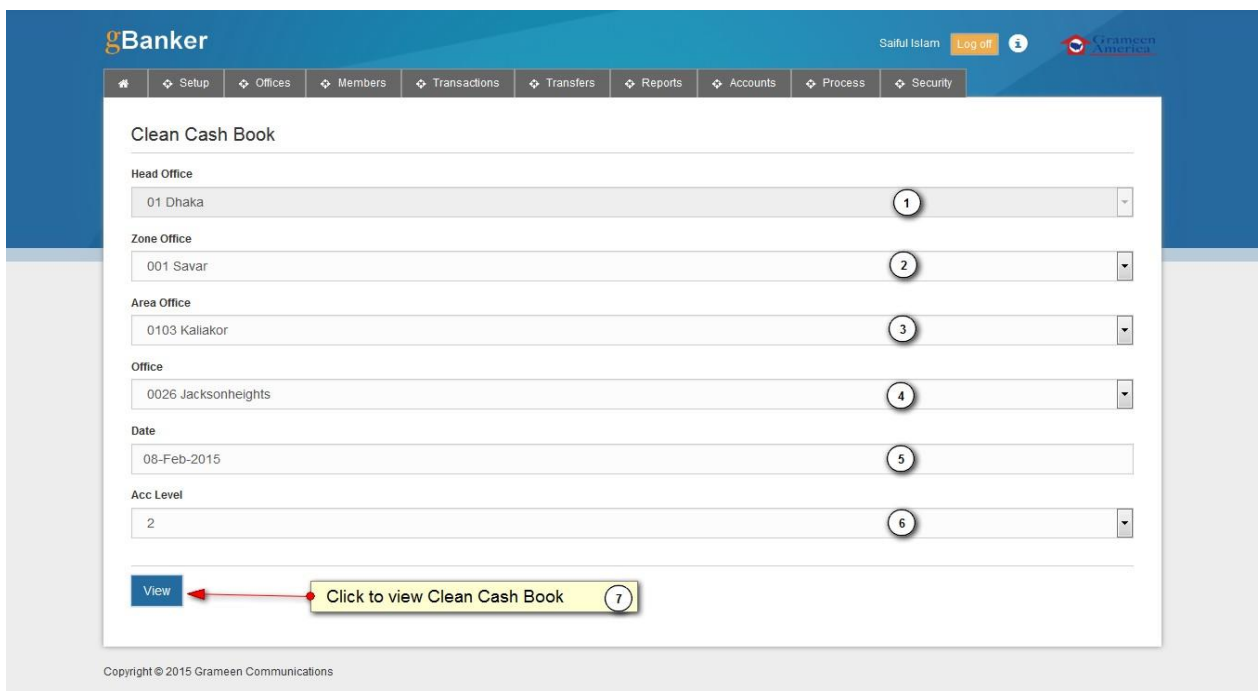 gBanker
Saiful Islam Log off i Grameen America
Setup Offices Members Transactions Transfers Reports Accounts Process Security
Clean Cash Book
Head Office
01 Dhaka 1
Zone Office
001 Savar 2
Area Office
0103 Kaliakor 3
Office
0026 Jacksonheights 4
Date
08-Feb-2015 5
Acc Level
2 6
View Click to view Clean Cash Book 7
Copyright © 2015 Grameen Communications